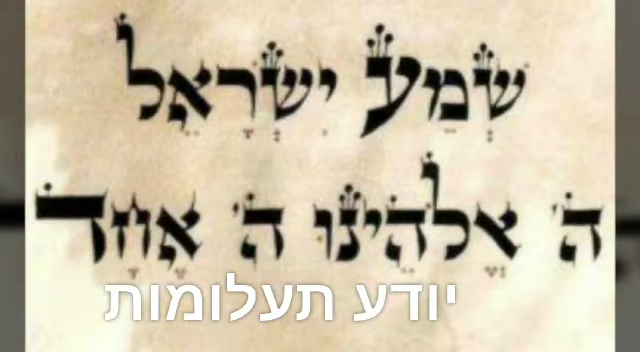 שְׁמַע יִשְׂרָאֵל
ה' אֱלֹהֵינוּ ה' אֶחָד
יודע תעלומות